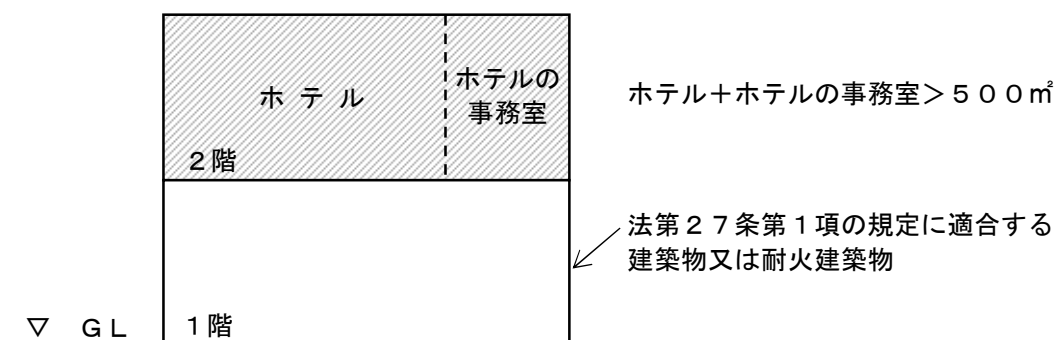 ホテル
ホテルの
事務室
2階
ホテル＋ホテルの事務室＞５００㎡
法第２７条第１項の規定に適合する
建築物又は耐火建築物
▽　ＧＬ
1階